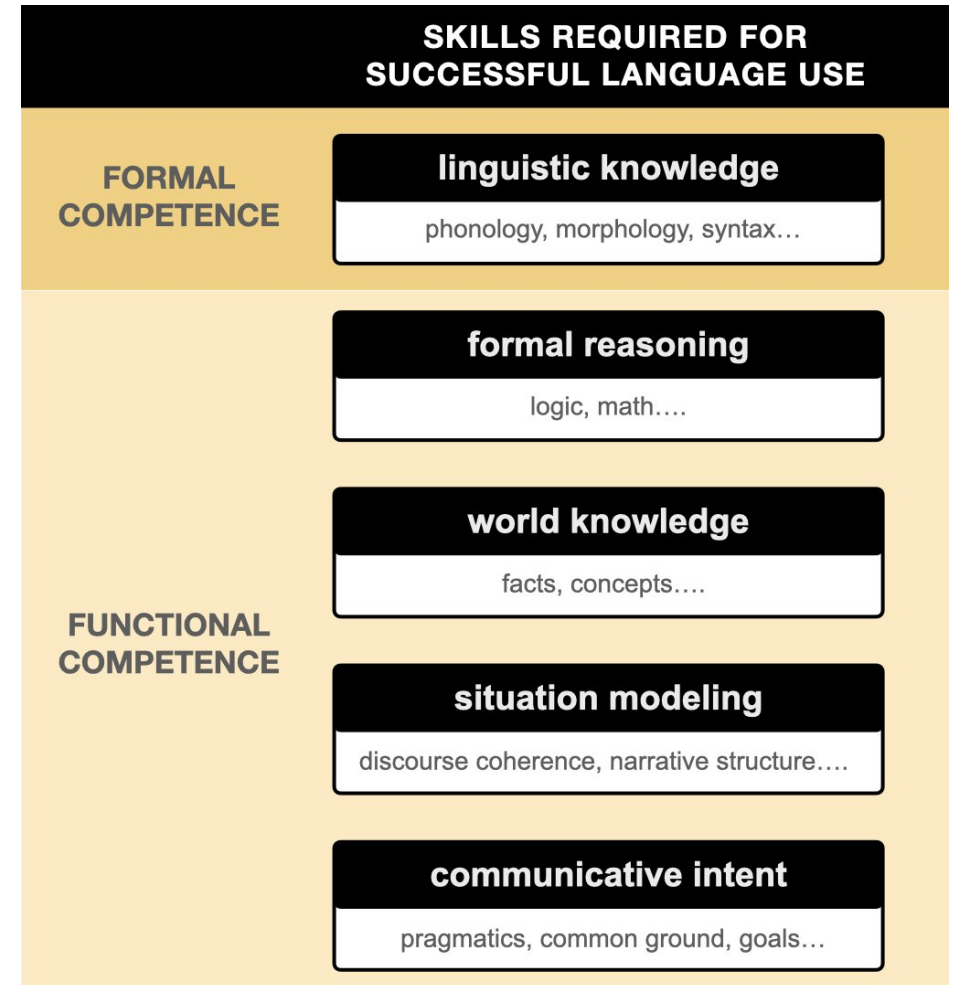 SKILLS REQUIRED FOR
SUCCESSFUL LANGUAGE USE
FORMAL
COMPETENCE
linguistic knowledge
phonology, morphology, syntax…
FUNCTIONAL
COMPETENCE
formal reasoning
logic, math….
world knowledge
facts, concepts….
situation modeling
discourse coherence, narrative structure….
communicative intent
pragmatics, common ground, goals…